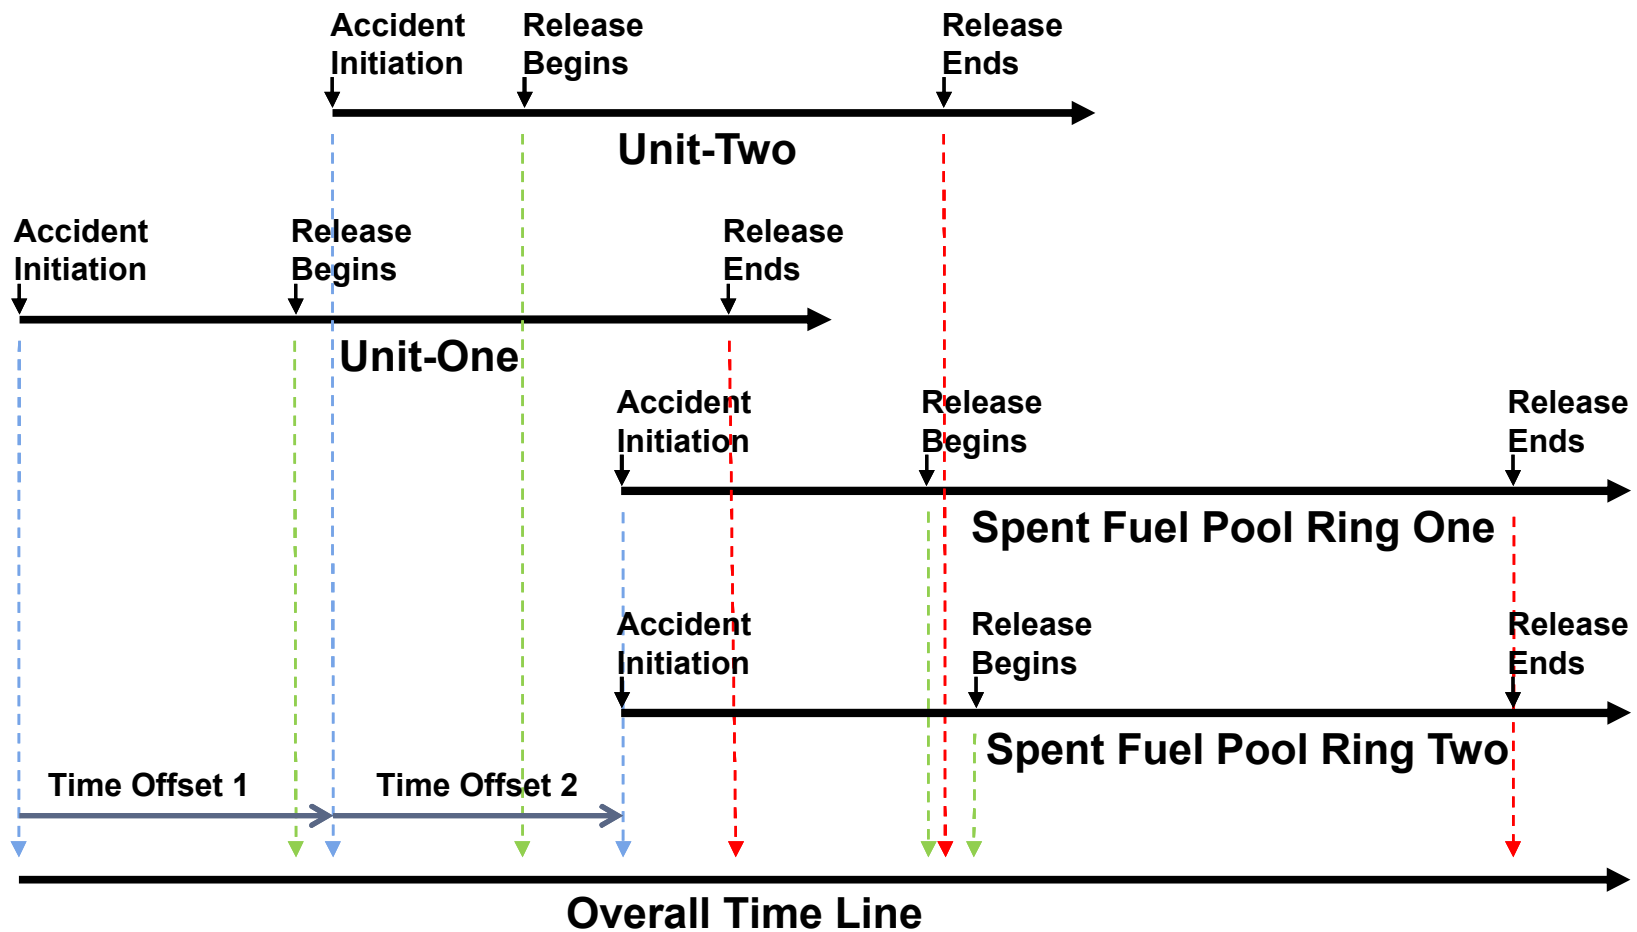 Accident
Initiation
Release
Begins
Release
Ends
Unit-Two
Accident
Initiation
Release
Begins
Release
Ends
Unit-One
Accident
Initiation
Release
Begins
Release
Ends
Spent Fuel Pool Ring One
Accident
Initiation
Release
Begins
Release
Ends
Spent Fuel Pool Ring Two
Time Offset 1
Time Offset 2
Overall Time Line